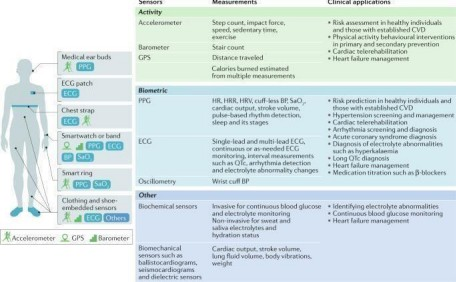 Sensors Measurements Clinical applications
Activity
Accelerometer
Step count, impact force,
speed, sedentary time,
exercise
Barometer
Stair count
GPS
Distance traveled
Calories burned estimated
from multiple measurements
• Risk assessment in healthy individuals
and those with established CVD
• Physical activity behavioural interventions
in primary and secondary prevention
• Cardiac telerehabilitation
• Heart failure management
Biometric
PPG
HR, HRR, HRV, cuff-less BP, SaO2,
cardiac output, stroke volume,
pulse-based rhythm detection,
sleep and its stages
ECG
Single-lead and multi-lead ECG,
continuous or as-needed ECG
monitoring, interval measurements
such as QTc, arrhythmia detection
and electrolyte abnormality changes
Oscillometry
Wrist cuff BP
• Risk prediction in healthy individuals and
those with established CVD
• Hypertension screening and management
• Cardiac telerehabilitation
• Arrhythmia screening and diagnosis
• Acute coronary syndrome diagnosis
• Diagnosis of electrolyte abnormalities
such as hyperkalaemia
• Long QTc diagnosis
• Heart failure management
• Medication titration such as β-blockers
Other
Biochemical sensors
Invasive for continuous blood glucose
and electrolyte monitoring
Non-invasive for sweat and
saliva electrolytes and
hydration status
Biomechanical
sensors such as
ballistocardiograms,
seismocardiograms
and dielectric sensors
Cardiac output, stroke volume,
lung fluid volume, body vibrations,
weight
• Identifying electrolyte abnormalities
• Continuous blood glucose monitoring
• Heart failure management
Medical ear buds
PPG
ECG patch
ECG
Chest strap
ECG
Smartwatch or band
PPG ECG
BP SaO2
Smart ring
PPG SaO2
Clothing and shoe-
embedded sensors
ECG Others
Accelerometer GPS Barometer